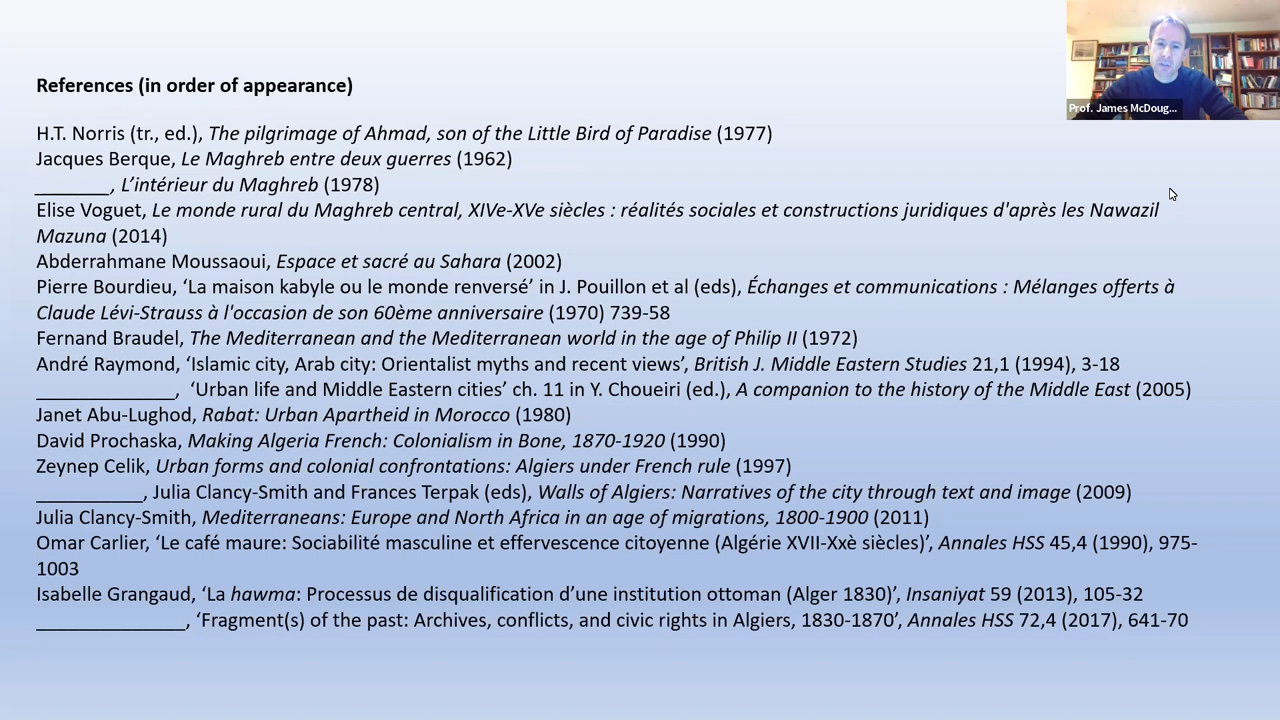 References (in order of appearance)
H.T. Norris (tr., ed.), The pilgrimage of Ahmad, son of the Little Bird of Paradise (1977)
Jacques Berque, Le Maghreb entre deux guerres (1962)
_______, L’intérieur du Maghreb (1978)
Elise Voguet, Le monde rural du Maghreb central, XIVe-XVe siècles : réalités sociales et constructions juridiques d'après les Nawazil
Mazuna (2014)
Abderrahmane Moussaoui, Espace et sacré au Sahara (2002)
Pierre Bourdieu, ‘La maison kabyle ou le monde renversé’ in J. Pouillon et al (eds), Échanges et communications : Mélanges offerts à
Claude Lévi-Strauss à l'occasion de son 60ème anniversaire (1970) 739-58
Fernand Braudel, The Mediterranean and the Mediterranean world in the age of Philip II (1972)
André Raymond, ‘Islamic city, Arab city: Orientalist myths and recent views’, British J. Middle Eastern Studies 21,1 (1994), 3-18
_____________, ‘Urban life and Middle Eastern cities’ ch. 11 in Y. Choueiri (ed.), A companion to the history of the Middle East (2005)
Janet Abu-Lughod, Rabat: Urban Apartheid in Morocco (1980)
David Prochaska, Making Algeria French: Colonialism in Bone, 1870-1920 (1990)
Zeynep Celik, Urban forms and colonial confrontations: Algiers under French rule (1997)
__________, Julia Clancy-Smith and Frances Terpak (eds), Walls of Algiers: Narratives of the city through text and image (2009)
Julia Clancy-Smith, Mediterraneans: Europe and North Africa in an age of migrations, 1800-1900 (2011)
Omar Carlier, ‘Le café maure: Sociabilité masculine et effervescence citoyenne (Algérie XVII-Xxè siècles)’, Annales HSS 45,4 (1990), 975-
1003
Isabelle Grangaud, ‘La hawma: Processus de disqualification d’une institution ottoman (Alger 1830)’, Insaniyat 59 (2013), 105-32
______________, ‘Fragment(s) of the past: Archives, conflicts, and civic rights in Algiers, 1830-1870’, Annales HSS 72,4 (2017), 641-70
Prof. James McDoug...